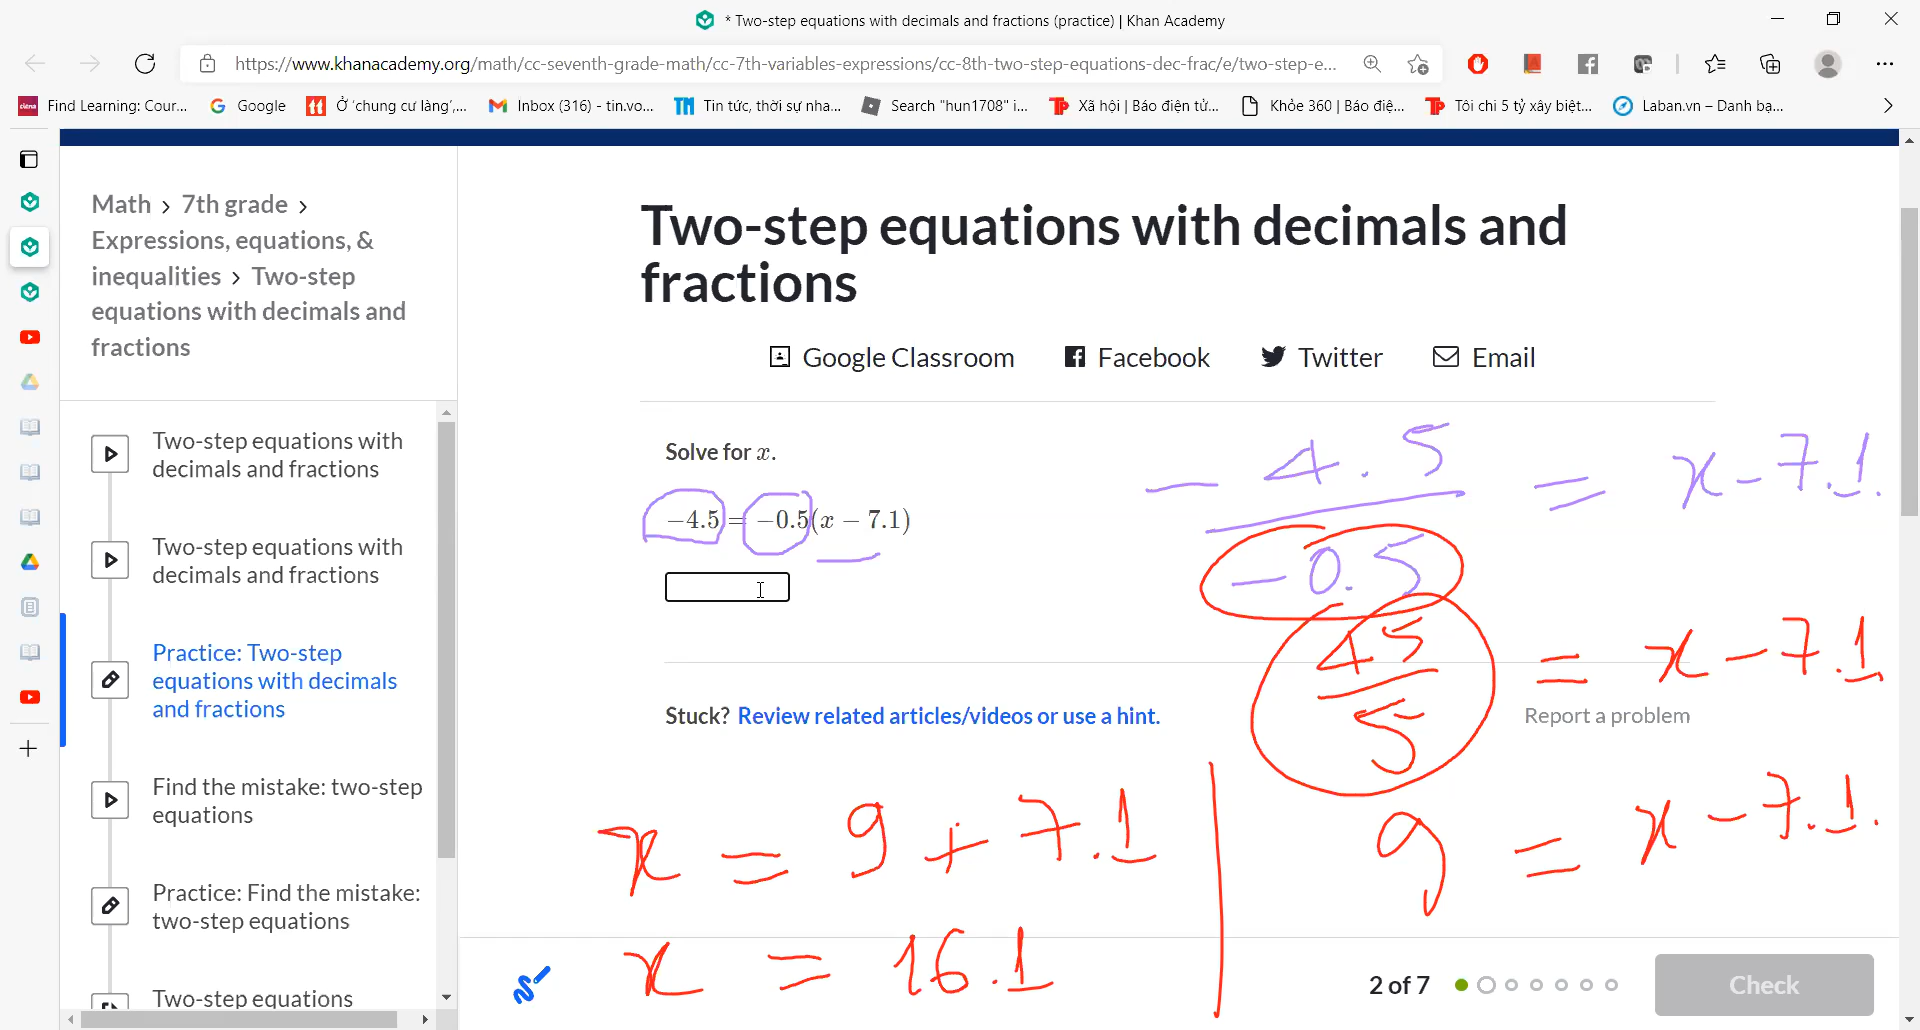 * Two-step equations with decimals and fractions (practice) | Khan Academy
https://www.khanacademy.org/math/cc-seventh-grade-math/cc-7th-variables-expressions/cc-8th-two-step-equations-dec-frac/e/two-step-e...
Find Learning: Cour...
Google
Ở 'chung cư làng',...
Inbox (316) - tin.vo...
Tin tức, thời sự nha...
Search "hun1708" i...
Xã hội | Báo điện tử...
Khỏe 360 | Báo điệ...
Tôi chi 5 tỷ xây biệt...
Laban.vn – Danh bạ...
Math › 7th grade ›
Expressions, equations, &
inequalities › Two-step
equations with decimals and
fractions
Two-step equations with
decimals and fractions
Two-step equations with
decimals and fractions
Practice: Two-step
equations with decimals
and fractions
Find the mistake: two-step
equations
Practice: Find the mistake:
two-step equations
Two-step equations
Two-step equations with decimals and
fractions
Google Classroom
Facebook
Twitter
Email
Solve for x.
−4.5 = −0.5(x − 7.1)
Stuck? Review related articles/videos or use a hint.
Report a problem
− 4.5
− 0.5
= x − 7.1
45
5
= x − 7.1
9 = x − 7.1
x = 9 + 7.1
x = 16.1
2 of 7
Check